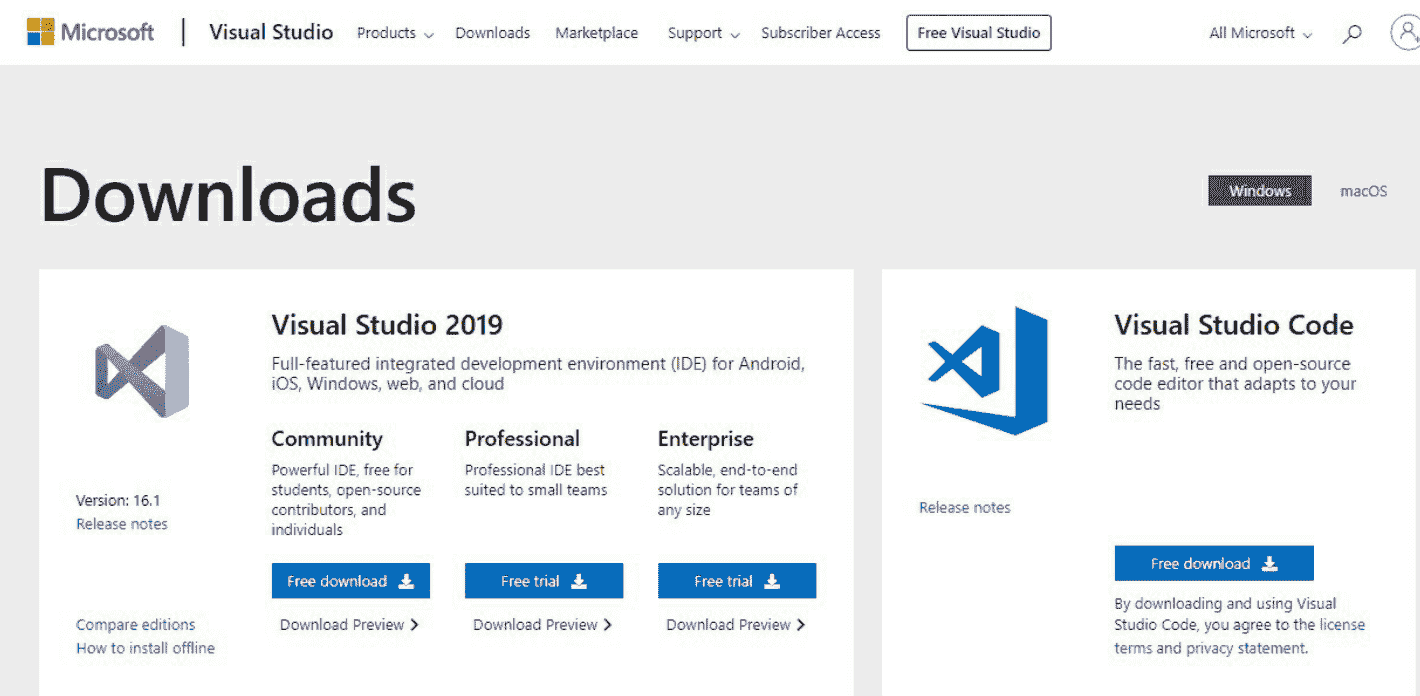 Microsoft | Visual Studio Products Downloads Marketplace Support Subscriber Access Free Visual Studio All Microsoft
Downloads
Windows macOS
Visual Studio 2019
Full-featured integrated development environment (IDE) for Android,
iOS, Windows, web, and cloud
Community
Powerful IDE, free for
students, open-source
contributors, and
individuals
Free download
Download Preview
Professional
Professional IDE best
suited to small teams
Free trial
Download Preview
Enterprise
Scalable, end-to-end
solution for teams of
any size
Free trial
Download Preview
Version: 16.1
Release notes
Compare editions
How to install offline
Visual Studio Code
The fast, free and open-source
code editor that adapts to your
needs
Release notes
Free download
By downloading and using Visual
Studio Code, you agree to the license
terms and privacy statement.